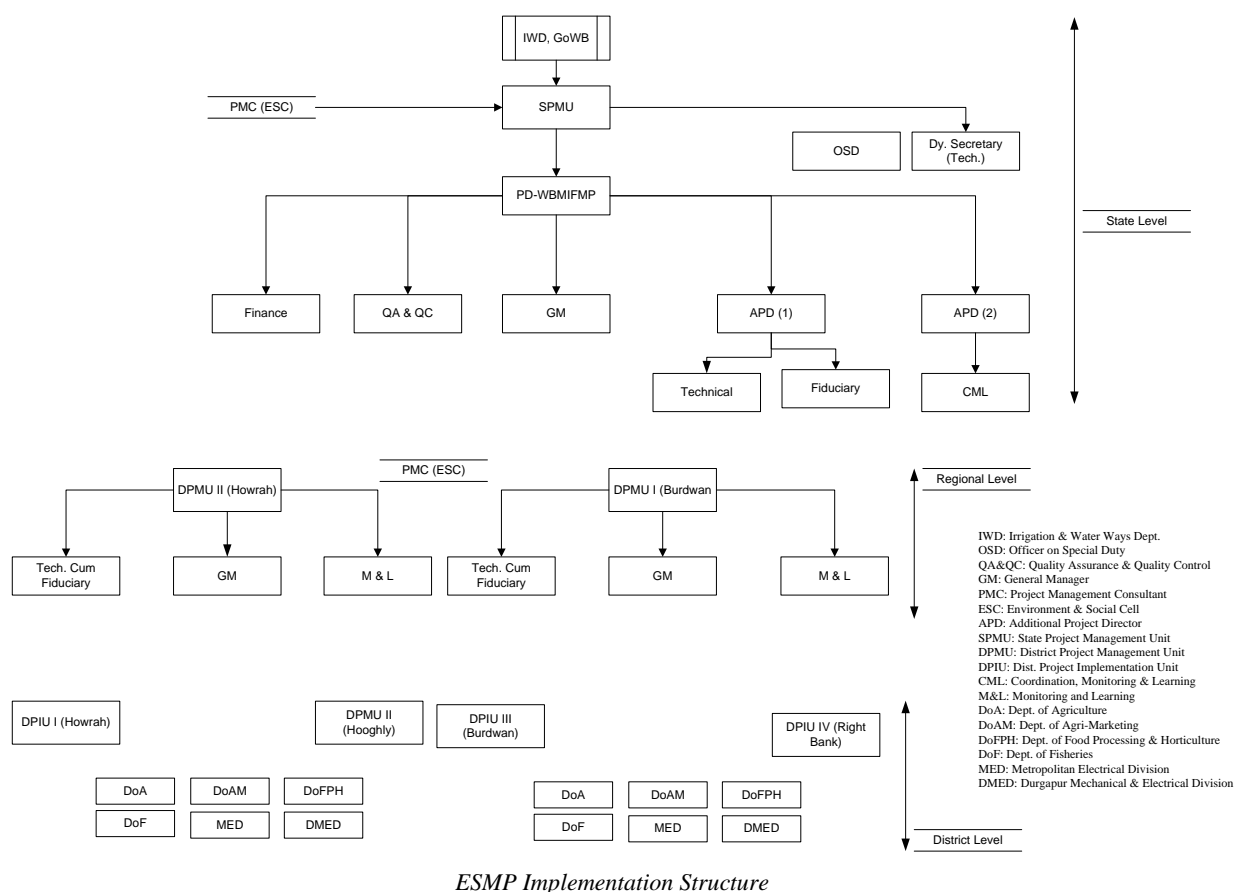 IWD, GoWB
PMC (ESC)
SPMU
OSD
Dy. Secretary
(Tech.)
PD-WBMIFMP
State Level
Finance
QA & QC
GM
APD (1)
APD (2)
Technical
Fiduciary
CML
PMC (ESC)
DPMU II (Howrah)
DPMU I (Burdwan
Regional Level
Tech. Cum
Fiduciary
GM
M & L
Tech. Cum
Fiduciary
GM
M & L
IWD: Irrigation & Water Ways Dept.
OSD: Officer on Special Duty
QA&QC: Quality Assurance & Quality Control
GM: General Manager
PMC: Project Management Consultant
ESC: Environment & Social Cell
APD: Additional Project Director
SPMU: State Project Management Unit
DPMU: District Project Management Unit
DPIU: Dist. Project Implementation Unit
CML: Coordination, Monitoring & Learning
M&L: Monitoring and Learning
DoA: Dept. of Agriculture
DoAM: Dept. of Agri-Marketing
DoFPH: Dept. of Food Processing & Horticulture
DoF: Dept. of Fisheries
MED: Metropolitan Electrical Division
DMED: Durgapur Mechanical & Electrical Division
DPIU I (Howrah)
DPMU II
(Hooghly)
DPIU III
(Burdwan)
DPIU IV (Right
Bank)
DoA
DoAM
DoFPH
DoF
MED
DMED
DoA
DoAM
DoFPH
DoF
MED
DMED
District Level
ESMP Implementation Structure